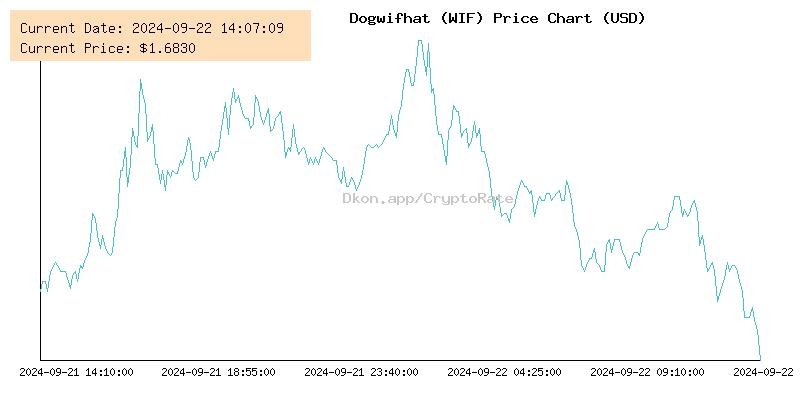 Dogwifhat (WIF) Price Chart (USD)
Current Date: 2024-09-22 14:07:09
Current Price: $1.6830
Dkon.app/CryptoRate
2024-09-21 14:10:00 2024-09-21 18:55:00 2024-09-21 23:40:00 2024-09-22 04:25:00 2024-09-22 09:10:00 2024-09-22